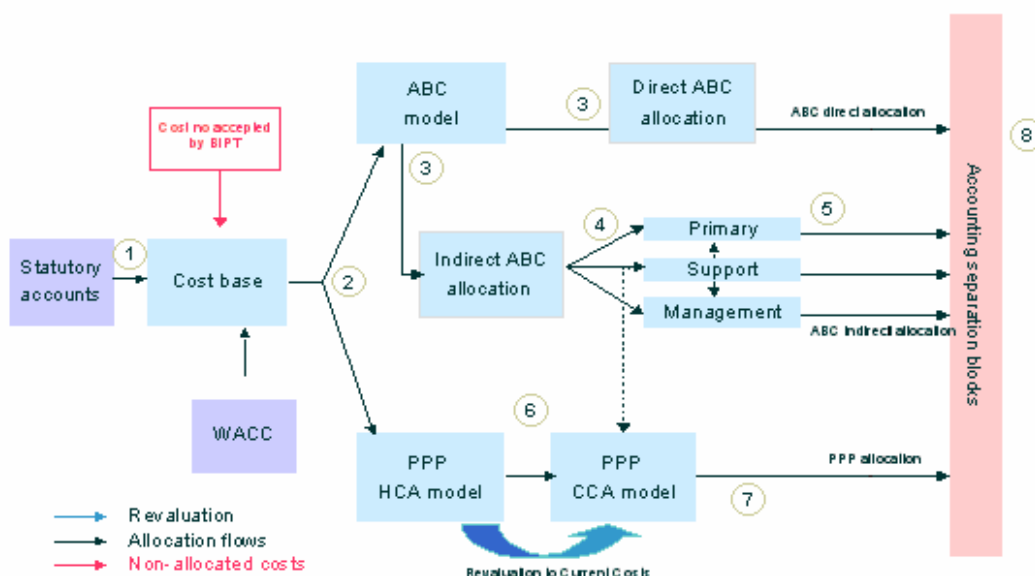 Cost no accepted
by BIPT
ABC
model
3
Direct ABC
allocation
ABC direct allocation
8
3
Statutory
accounts
1
Cost base
2
Indirect ABC
allocation
4
Primary
5
Support
Management
ABC indirect allocation
WACC
6
PPP
HCA model
PPP
CCA model
PPP allocation
7
Accounting separation blocks
Revaluation
Allocation flows
Non-allocated costs
Revaluation to Current Costs